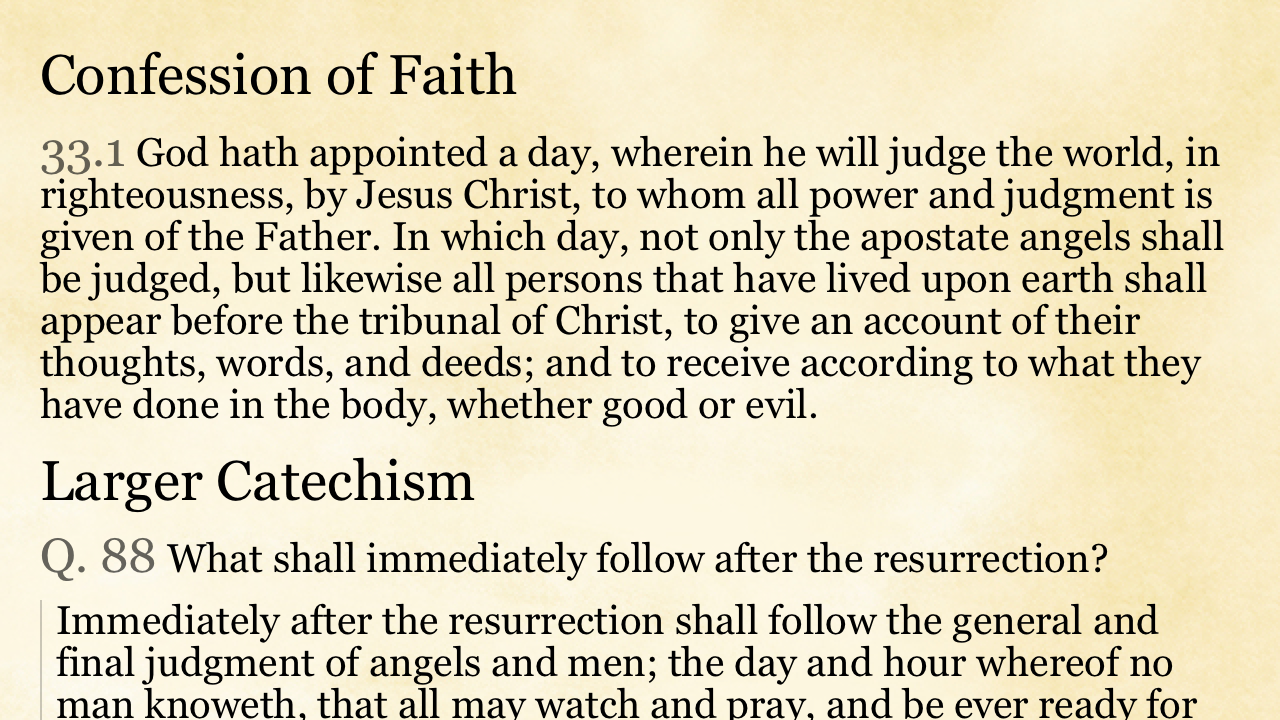 Confession of Faith
33.1 God hath appointed a day, wherein he will judge the world, in
righteousness, by Jesus Christ, to whom all power and judgment is
given of the Father. In which day, not only the apostate angels shall
be judged, but likewise all persons that have lived upon earth shall
appear before the tribunal of Christ, to give an account of their
thoughts, words, and deeds; and to receive according to what they
have done in the body, whether good or evil.
Larger Catechism
Q. 88 What shall immediately follow after the resurrection?
Immediately after the resurrection shall follow the general and
final judgment of angels and men; the day and hour whereof no
man knoweth, that all may watch and pray, and be ever ready for